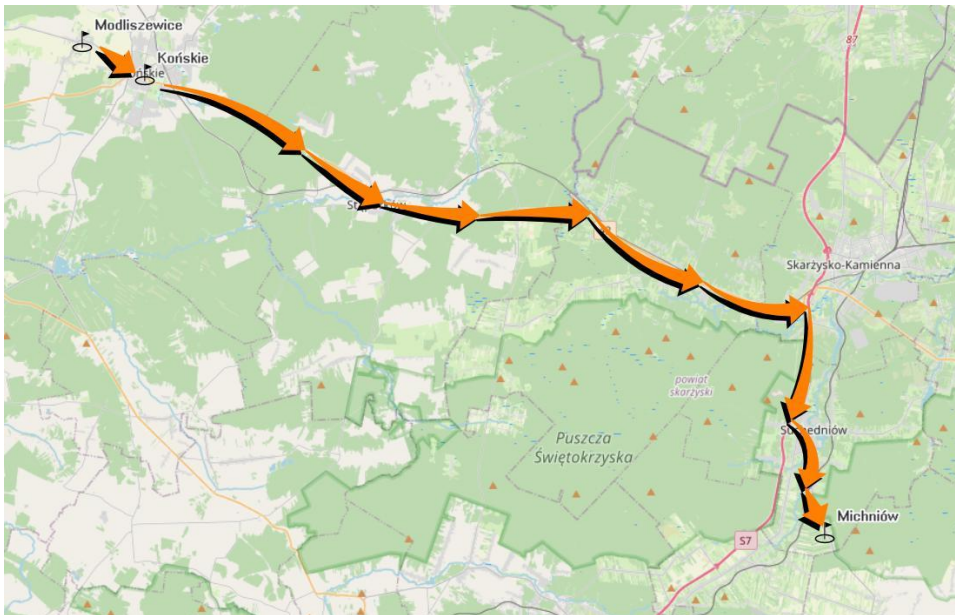 Modliszewice
Końskie
87
Skarżysko-Kamienna
powiat
skarżyski
Puszcza
Świętokrzyska
Michniów
S7